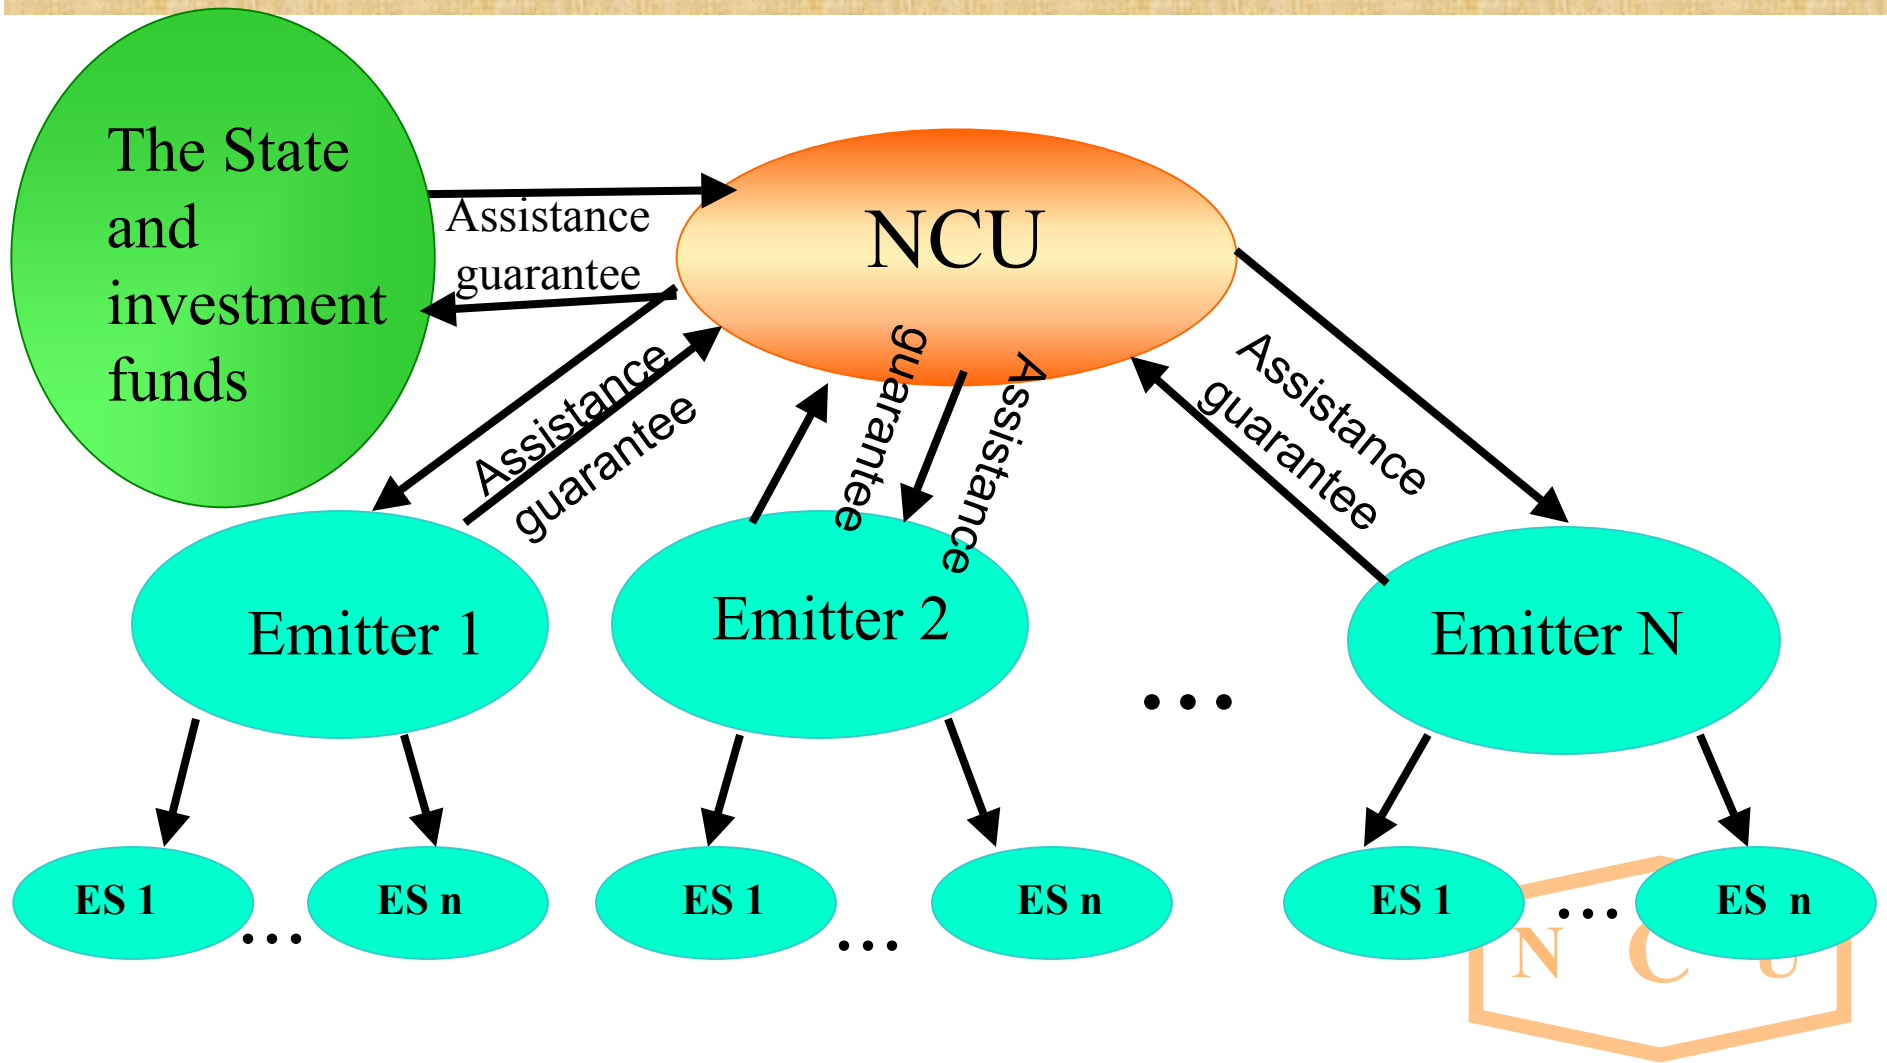 The State
and
investment
funds
Assistance
guarantee
NCU
Assistance
guarantee
guarantee
Assistance
Assistance
guarantee
Emitter 1
Emitter 2
...
Emitter N
ES 1
...
ES n
ES 1
...
ES n
ES 1
...
ES n
N C U